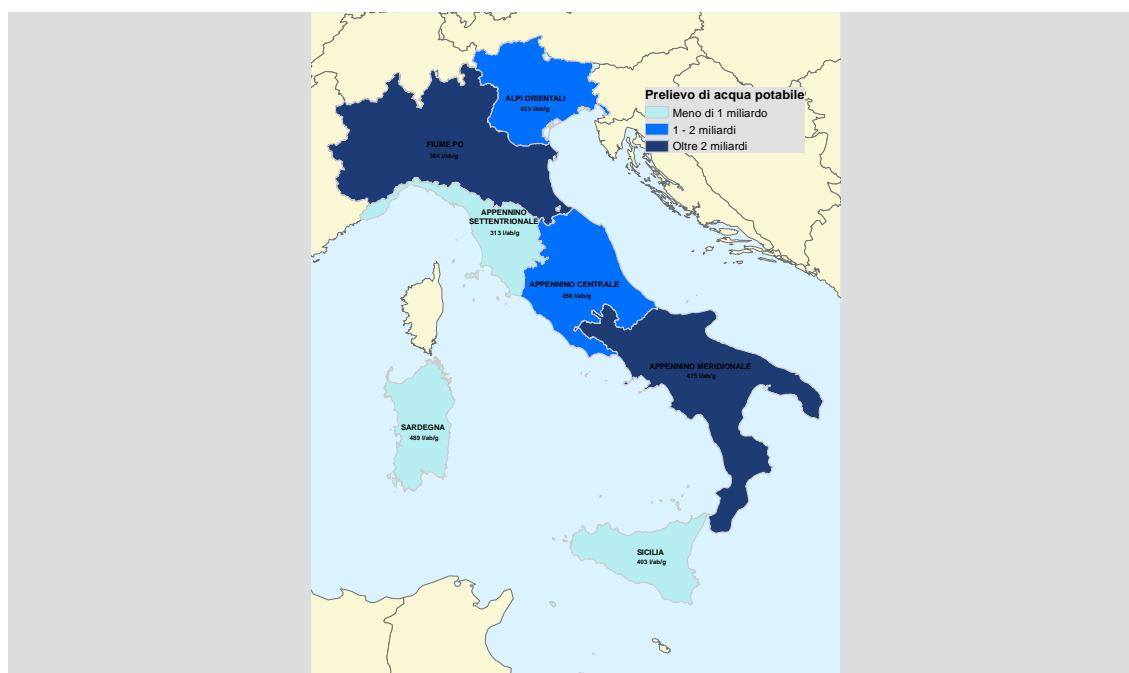 Prelievo di acqua potabile
Meno di 1 miliardo
1 - 2 miliardi
Oltre 2 miliardi
ALPI ORIENTALI
433 l/ab/g
FIUME PO
384 l/ab/g
APPENNINO
SETTENTRIONALE
313 l/ab/g
APPENNINO CENTRALE
456 l/ab/g
APPENNINO MERIDIONALE
475 l/ab/g
SARDEGNA
489 l/ab/g
SICILIA
403 l/ab/g